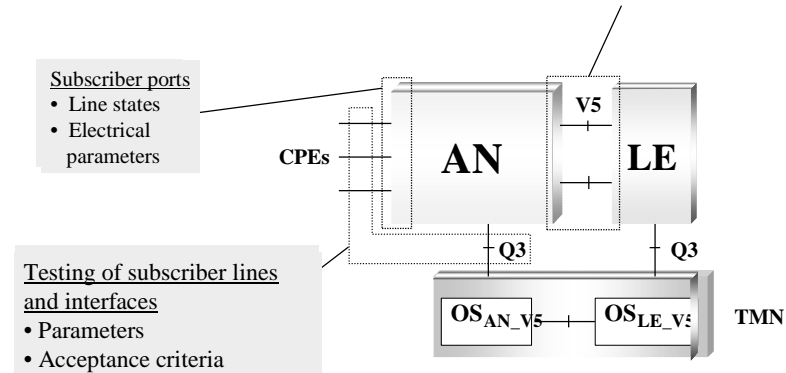 Subscriber ports
• Line states
• Electrical
parameters
V5
CPEs
AN
LE
Q3
Q3
Testing of subscriber lines
and interfaces
• Parameters
• Acceptance criteria
OSAN_V5
OSLE_V5
TMN